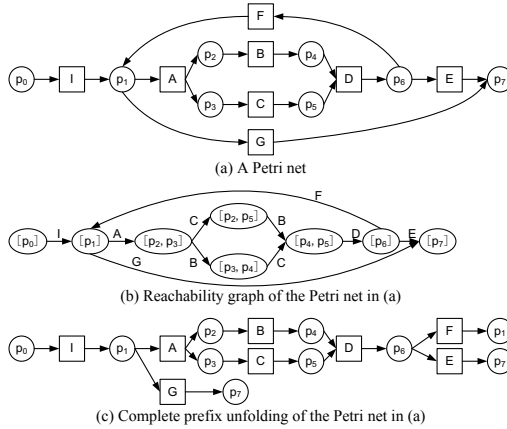 F
p2 B p4
p0 I p1 A D p6 E p7
p3 C p5
G
(a) A Petri net
F
[p2, p5]
C B
[p0] I [p1] A [p2, p3] [p4, p5] D [p6] E [p7]
G B C
[p3, p4]
(b) Reachability graph of the Petri net in (a)
p2 B p4 F p1
p0 I p1 A D p6
p3 C p5 E p7
G p7
(c) Complete prefix unfolding of the Petri net in (a)